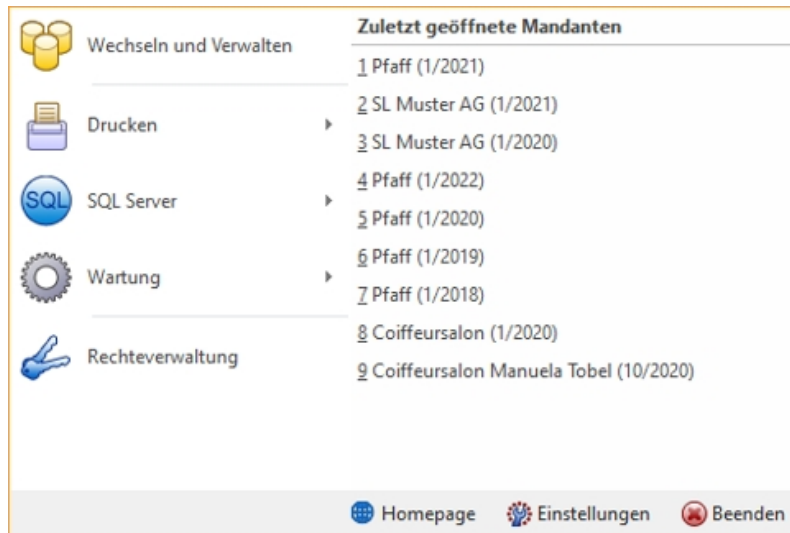 Wechseln und Verwalten
Drucken
SQL
SQL Server
Wartung
Rechteverwaltung
Zuletzt geöffnete Mandanten
1 Pfaff (1/2021)
2 SL Muster AG (1/2021)
3 SL Muster AG (1/2020)
4 Pfaff (1/2022)
5 Pfaff (1/2020)
6 Pfaff (1/2019)
7 Pfaff (1/2018)
8 Coiffeursalon (1/2020)
9 Coiffeursalon Manuela Tobel (10/2020)
Homepage Einstellungen Beenden